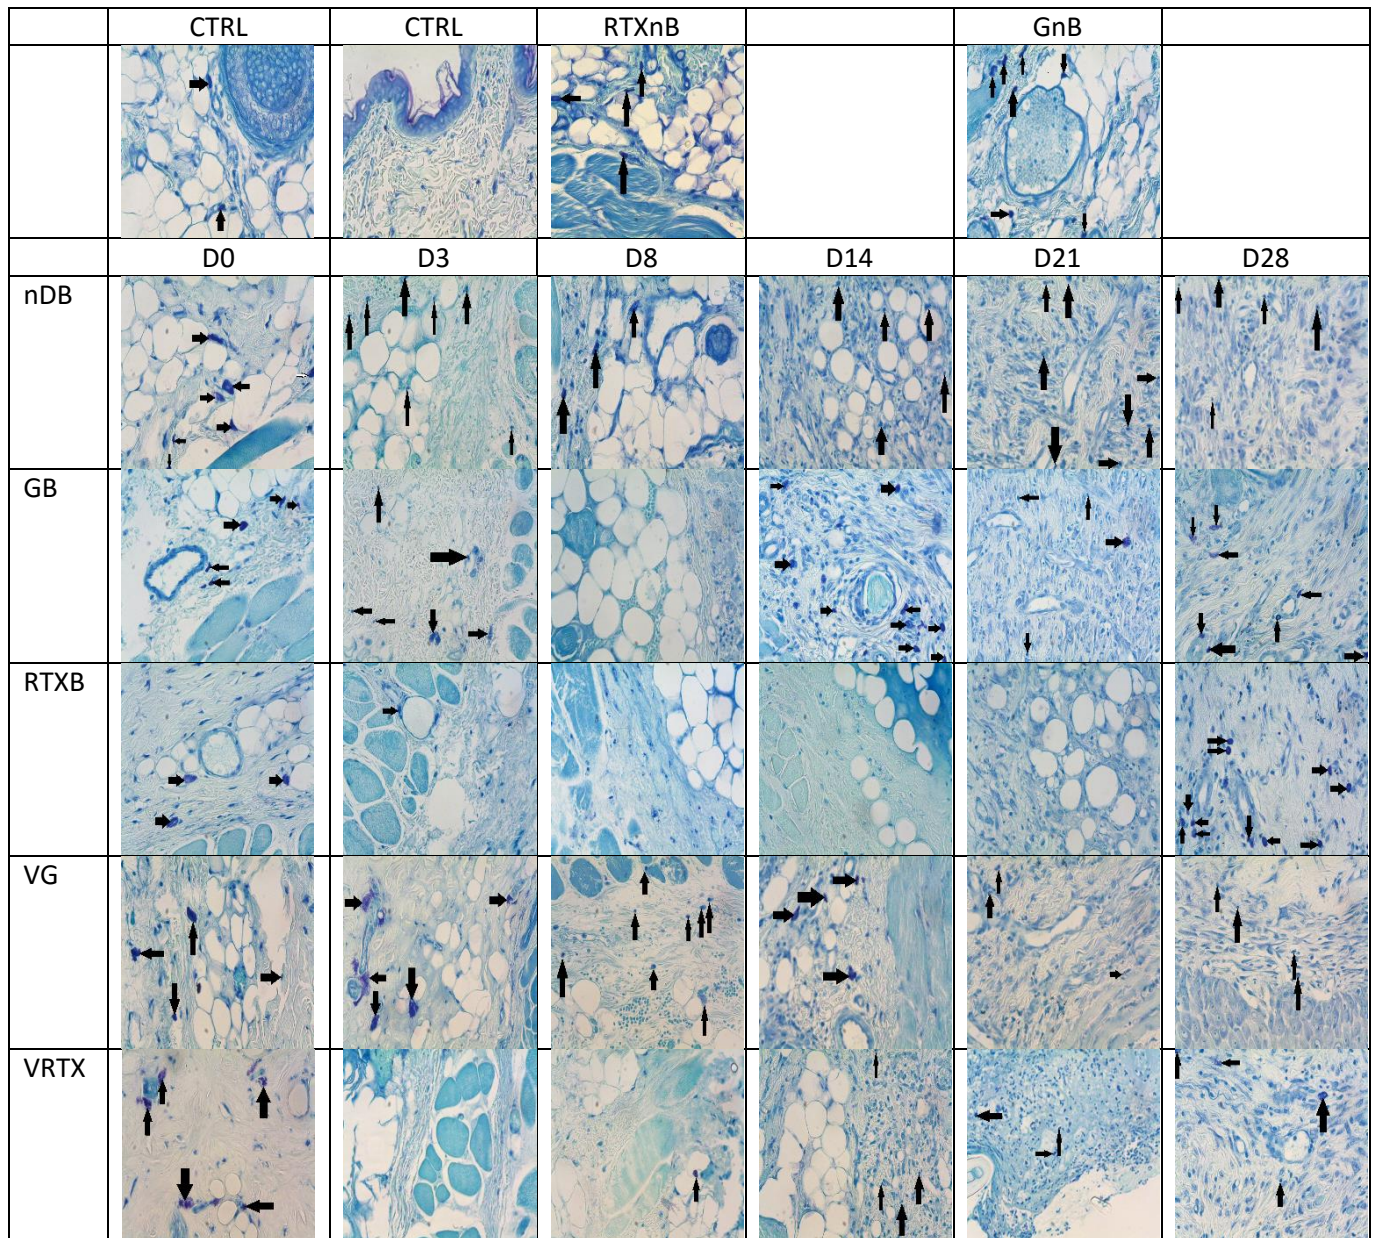 CTRL CTRL RTXnB GnB
D0 D3 D8 D14 D21 D28
nDB
GB
RTXB
VG
VRTX